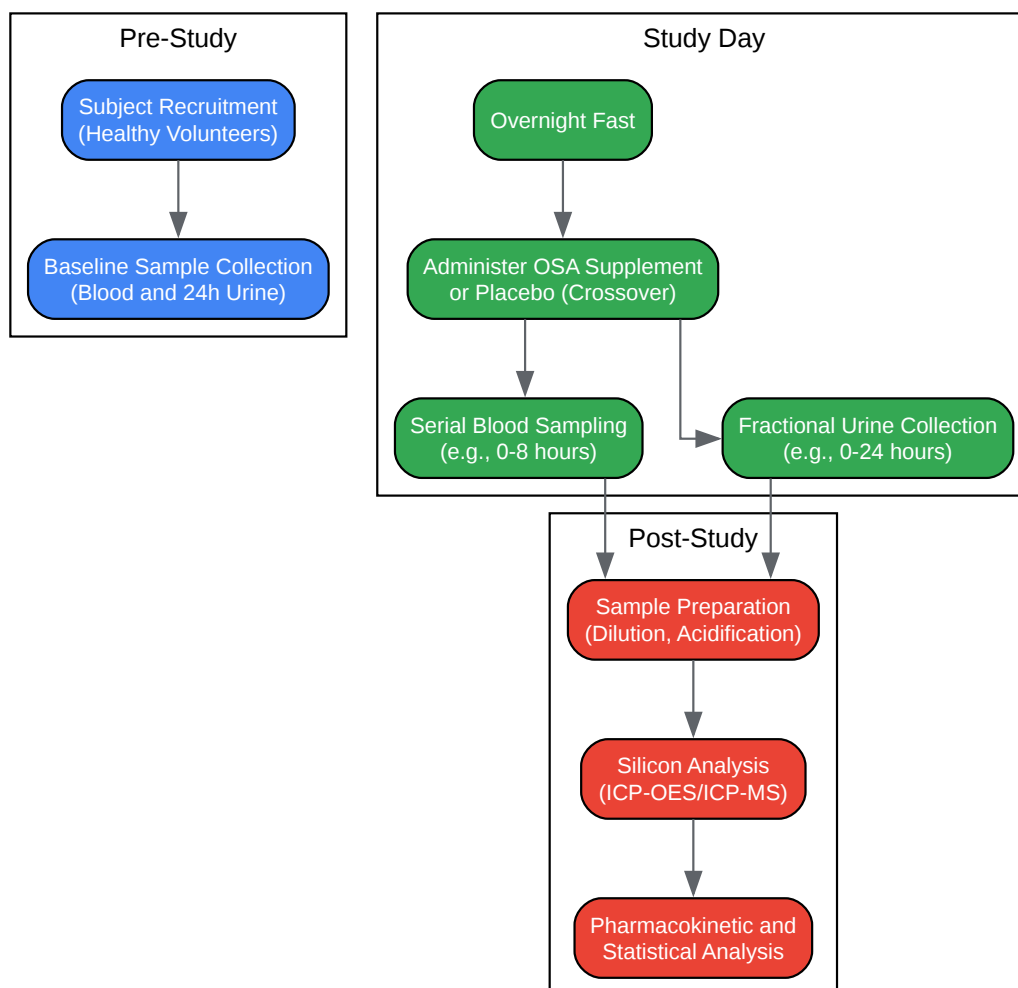 Pre-Study
Subject Recruitment
(Healthy Volunteers)
Baseline Sample Collection
(Blood and 24h Urine)
Study Day
Overnight Fast
Administer OSA Supplement
or Placebo (Crossover)
Serial Blood Sampling
(e.g., 0-8 hours)
Fractional Urine Collection
(e.g., 0-24 hours)
Post-Study
Sample Preparation
(Dilution, Acidification)
Silicon Analysis
(ICP-OES/ICP-MS)
Pharmacokinetic and
Statistical Analysis